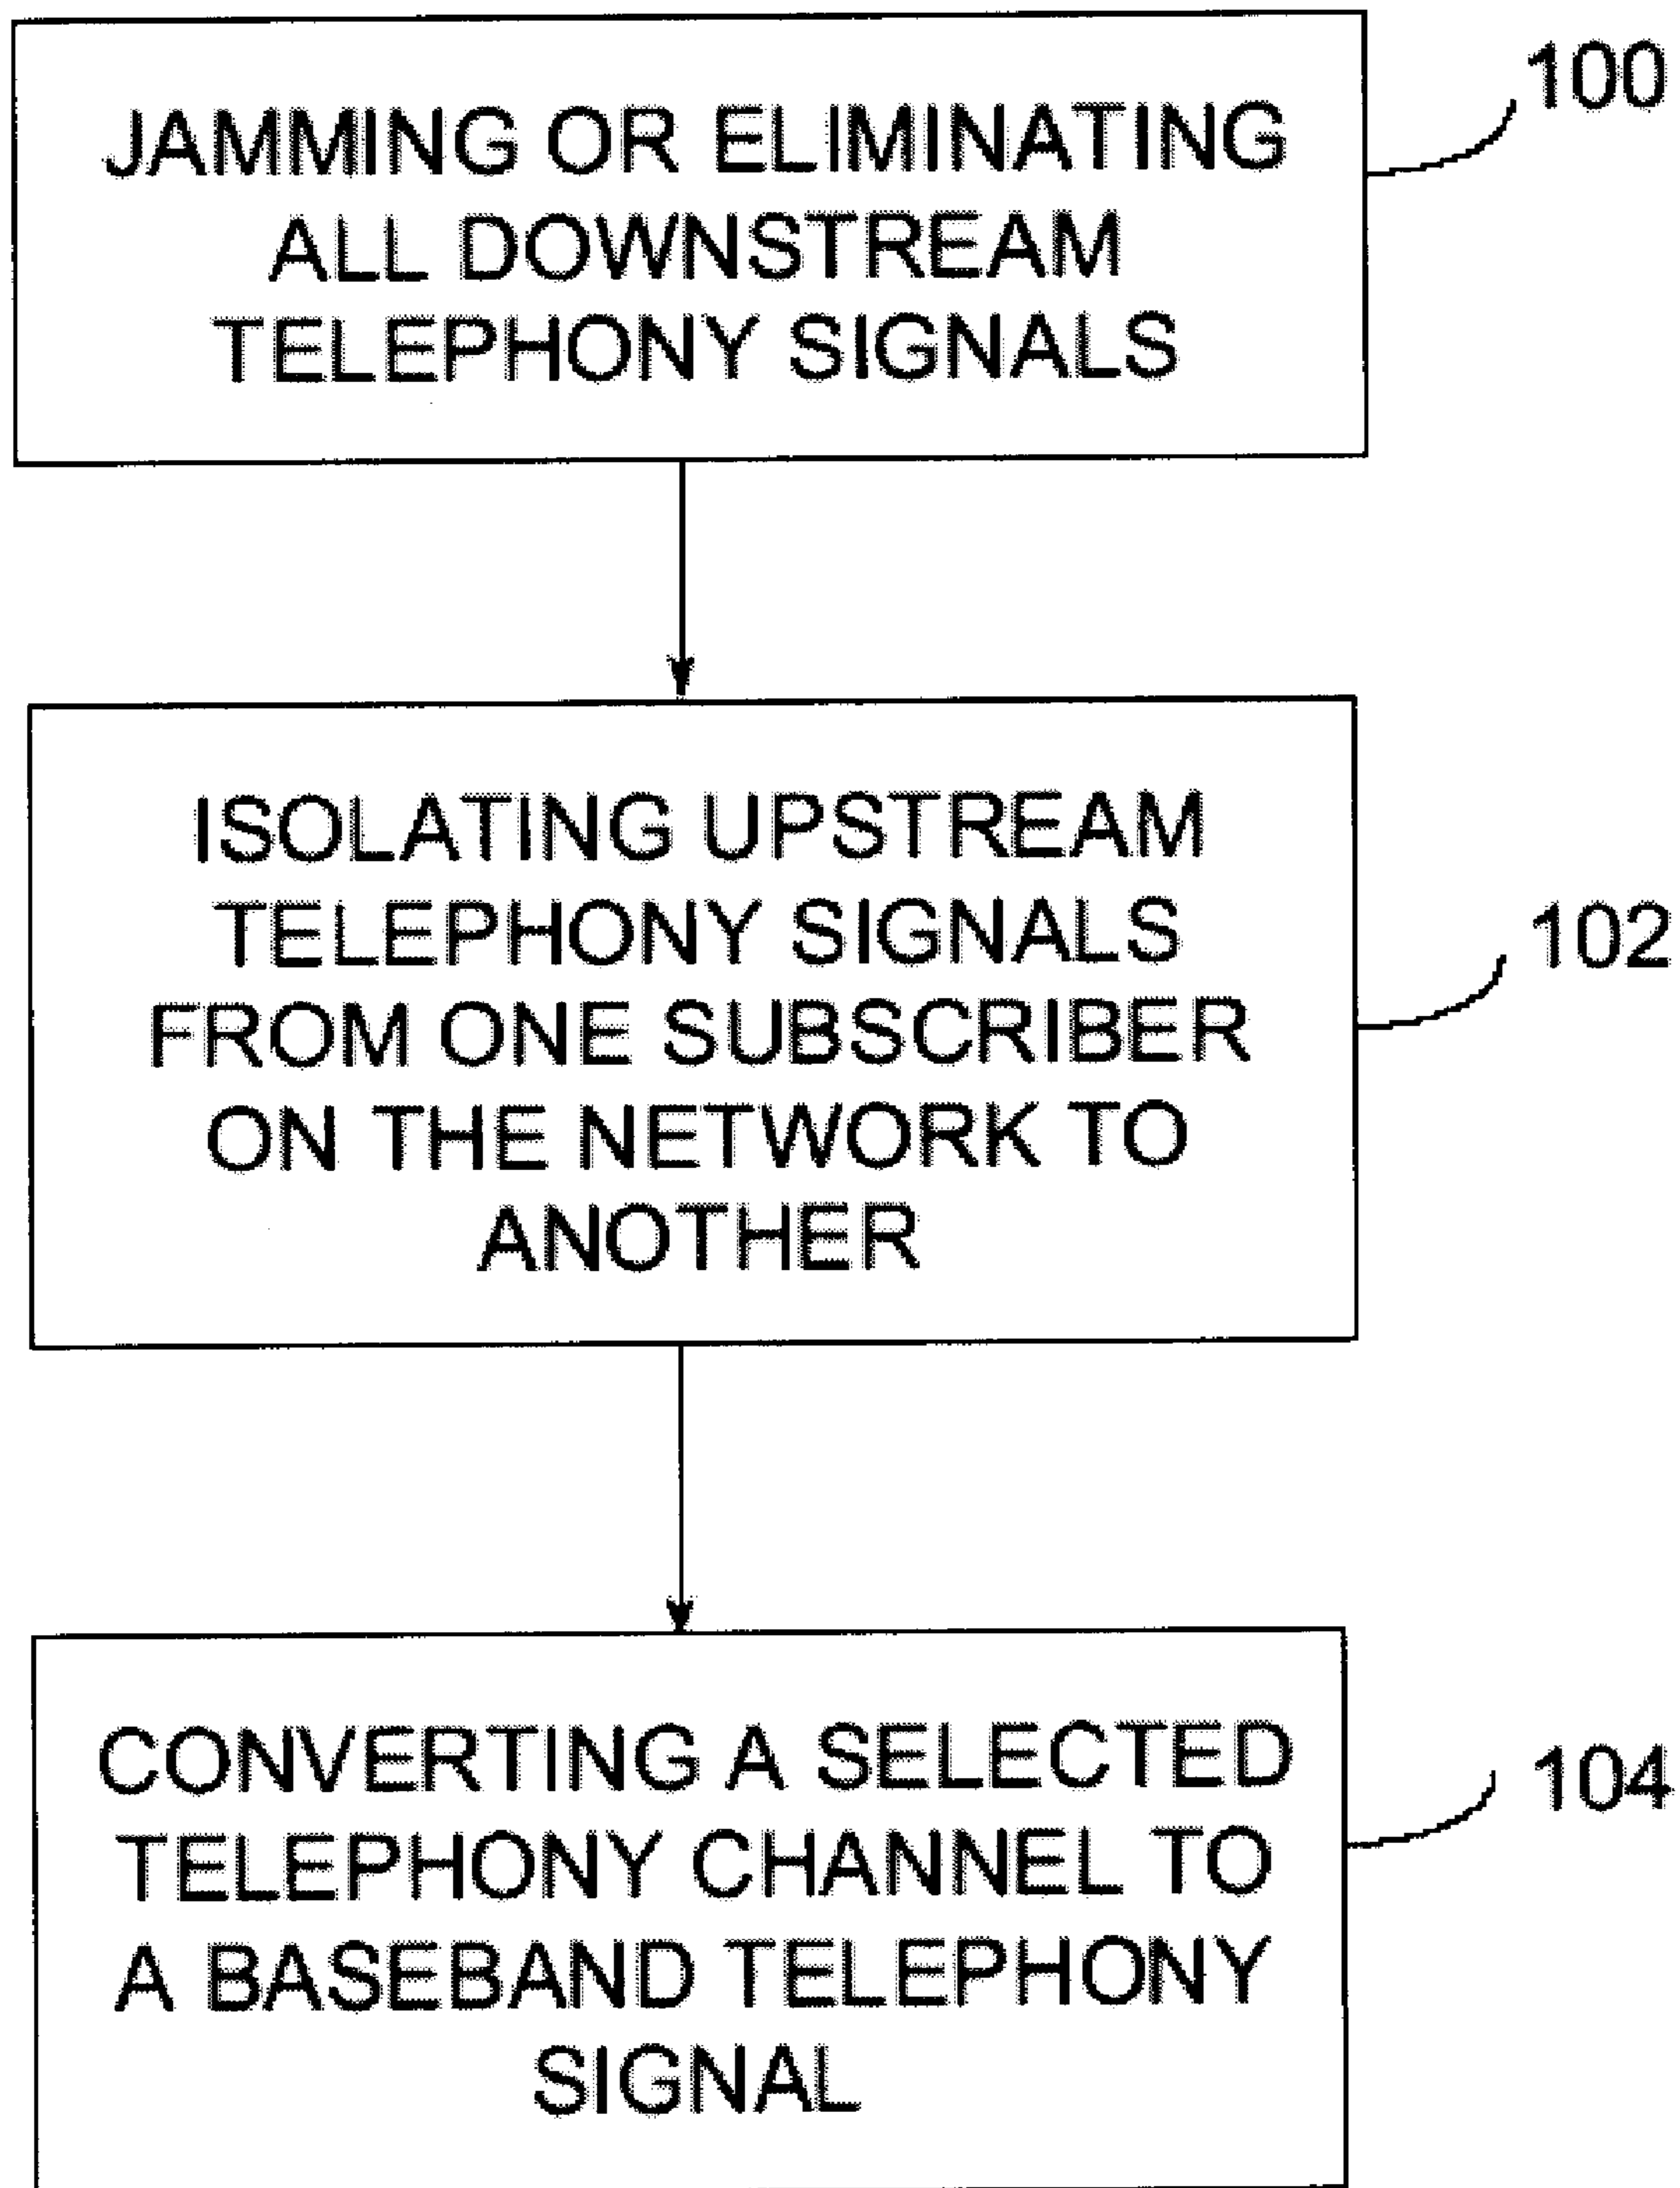 JAMMING OR ELIMINATING
ALL DOWNSTREAM
TELEPHONY SIGNALS
100
ISOLATING UPSTREAM
TELEPHONY SIGNALS
FROM ONE SUBSCRIBER
ON THE NETWORK TO
ANOTHER
102
CONVERTING A SELECTED
TELEPHONY CHANNEL TO
A BASEBAND TELEPHONY
SIGNAL
104